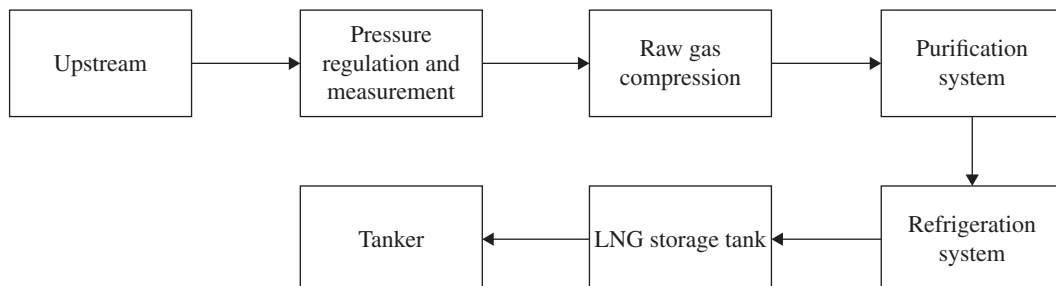 Upstream
Pressure
regulation and
measurement
Raw gas
compression
Purification
system
Tanker
LNG storage tank
Refrigeration
system